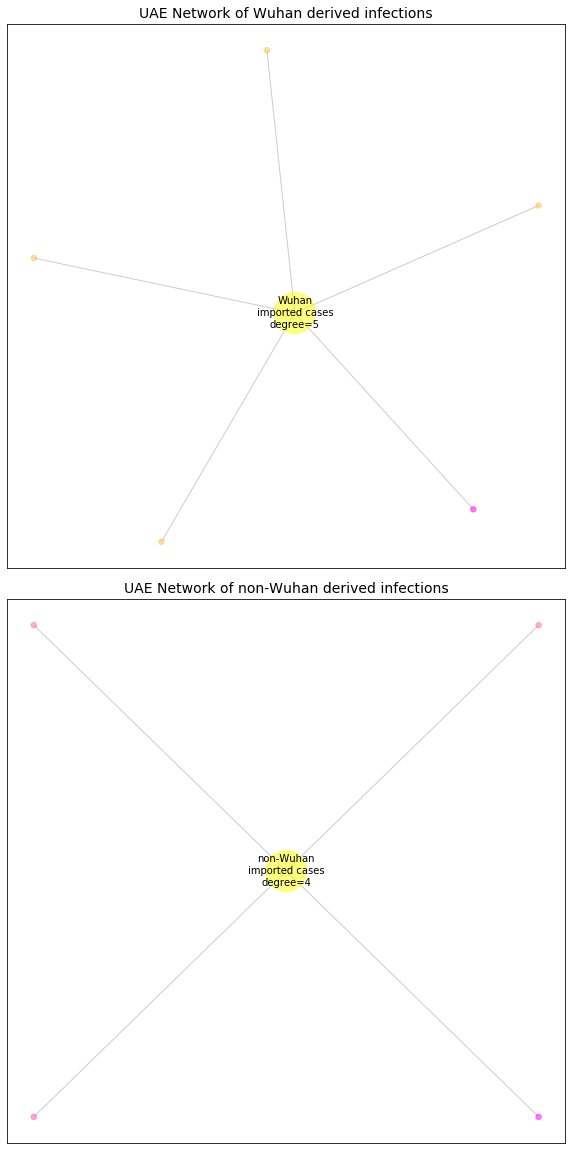 UAE Network of Wuhan derived infections
Wuhan
imported cases
degree=5
UAE Network of non-Wuhan derived infections
non-Wuhan
imported cases
degree=4